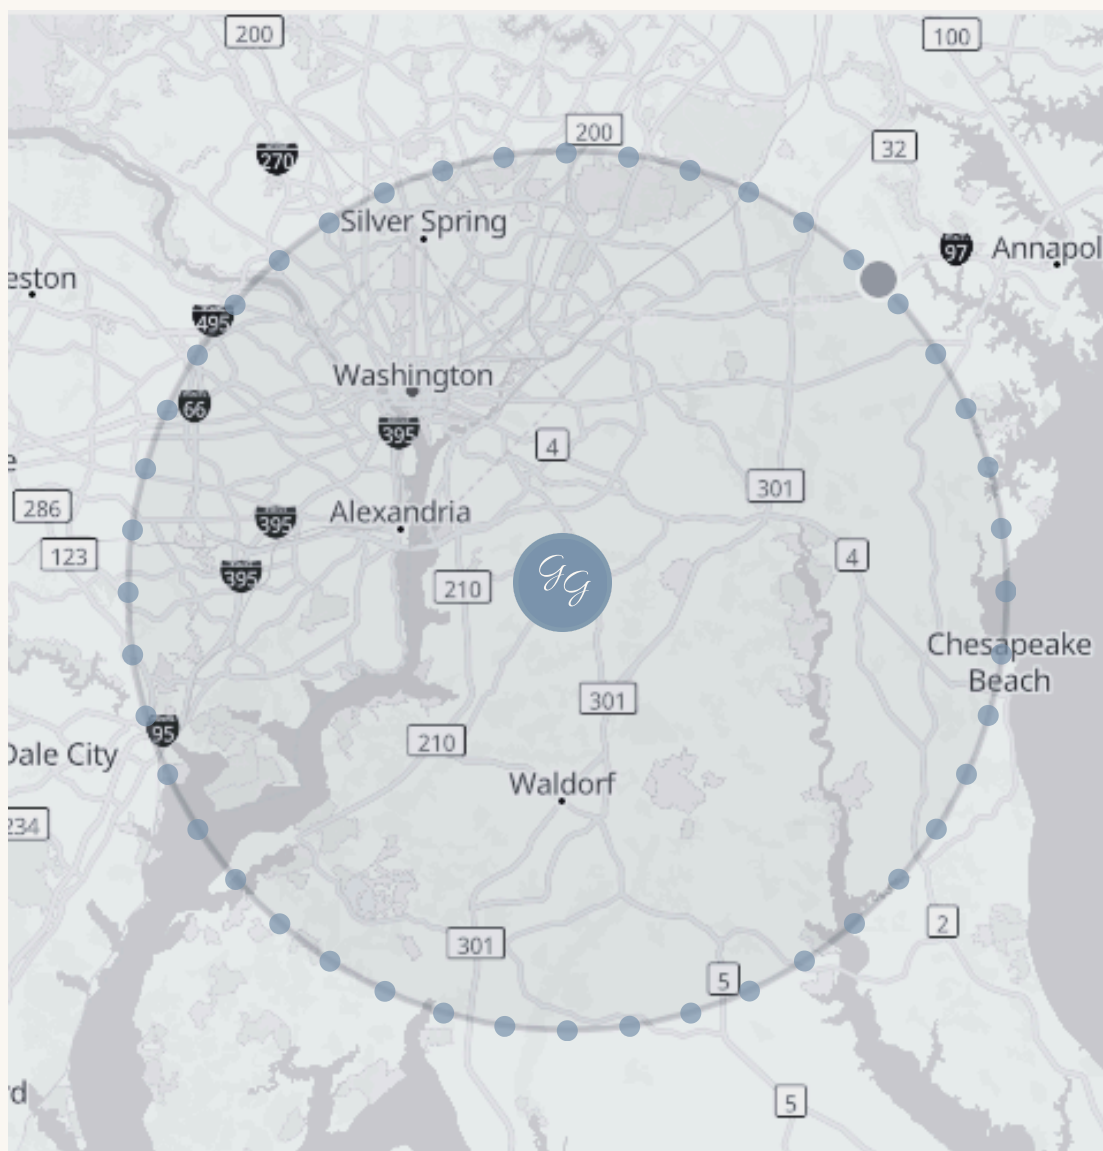 200
100
200
32
270
Silver Spring
97
Annapol
eston
495
Washington
66
395
4
e
301
286
Alexandria
395
123
4
395
210
GG
Chesapeake
Beach
301
95
210
Dale City
Waldorf
234
2
301
5
rd
5